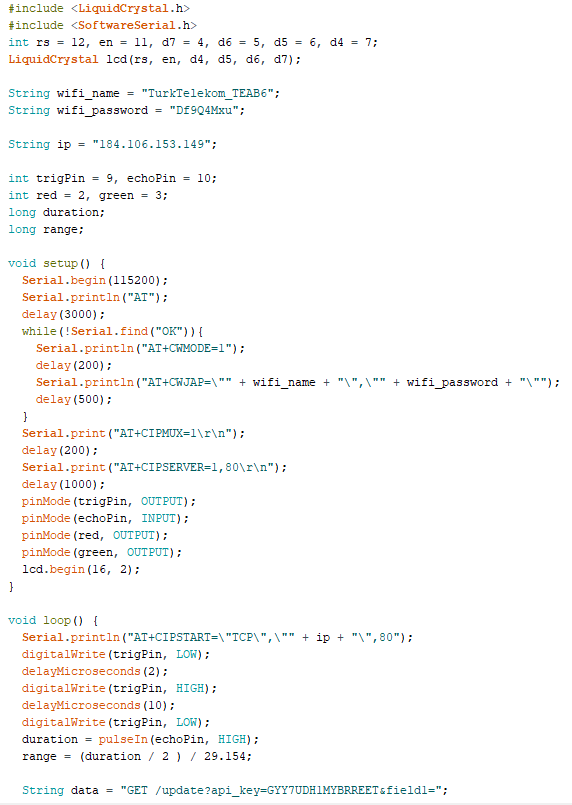 #include <LiquidCrystal.h>
#include <SoftwareSerial.h>
int rs = 12, en = 11, d7 = 4, d6 = 5, d5 = 6, d4 = 7;
LiquidCrystal lcd(rs, en, d4, d5, d6, d7);
String wifi_name = "TurkTelekom_TEAB6";
String wifi_password = "Df9Q4Mxu";
String ip = "184.106.153.149";
int trigPin = 9, echoPin = 10;
int red = 2, green = 3;
long duration;
long range;
void setup() {
Serial.begin(115200);
Serial.println("AT");
delay(3000);
while(!Serial.find("OK")){
Serial.println("AT+CWMODE=1");
delay(200);
Serial.println("AT+CWJAP=\"" + wifi_name + "\",\"" + wifi_password + "\"");
delay(500);
}
Serial.print("AT+CIPMUX=1\r\n");
delay(200);
Serial.print("AT+CIPSERVER=1,80\r\n");
delay(1000);
pinMode(trigPin, OUTPUT);
pinMode(echoPin, INPUT);
pinMode(red, OUTPUT);
pinMode(green, OUTPUT);
lcd.begin(16, 2);
}
void loop() {
Serial.println("AT+CIPSTART=\"TCP\",\"" + ip + "\",80");
digitalWrite(trigPin, LOW);
delayMicroseconds(2);
digitalWrite(trigPin, HIGH);
delayMicroseconds(10);
digitalWrite(trigPin, LOW);
duration = pulseIn(echoPin, HIGH);
range = (duration / 2 ) / 29.154;
String data = "GET /update?api_key=GYY7UDH1MYBRREET&field1=";